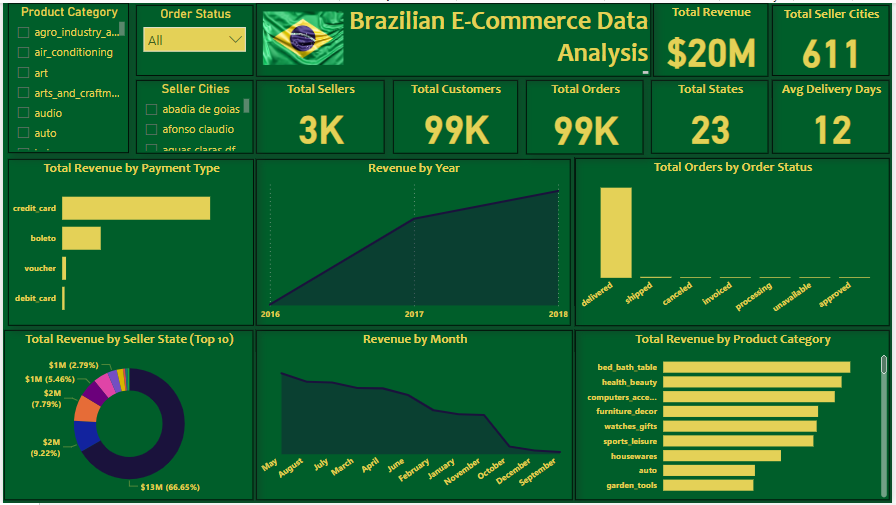 Product Category
agro_industry_a...
air_conditioning
art
arts_and_craftm...
audio
auto
Order Status
All
Seller Cities
abadia de goias
afonso claudio
aguas claras df
Brazilian E-Commerce Data
Analysis
Total Revenue
$20M
Total Seller Cities
611
Total Sellers
3K
Total Customers
99K
Total Orders
99K
Total States
23
Avg Delivery Days
12
Total Revenue by Payment Type
credit_card
boleto
voucher
debit_card
Revenue by Year
2016
2017
2018
Total Orders by Order Status
delivered
shipped
canceled
invoiced
processing
unavailable
approved
Total Revenue by Seller State (Top 10)
$1M (2.79%)
$1M (5.46%)
$2M
(7.79%)
$2M
(9.22%)
$13M (66.65%)
Revenue by Month
May
August
July
March
April
June
February
January
November
October
December
September
Total Revenue by Product Category
bed_bath_table
health_beauty
computers_acce...
furniture_decor
watches_gifts
sports_leisure
housewares
auto
garden_tools